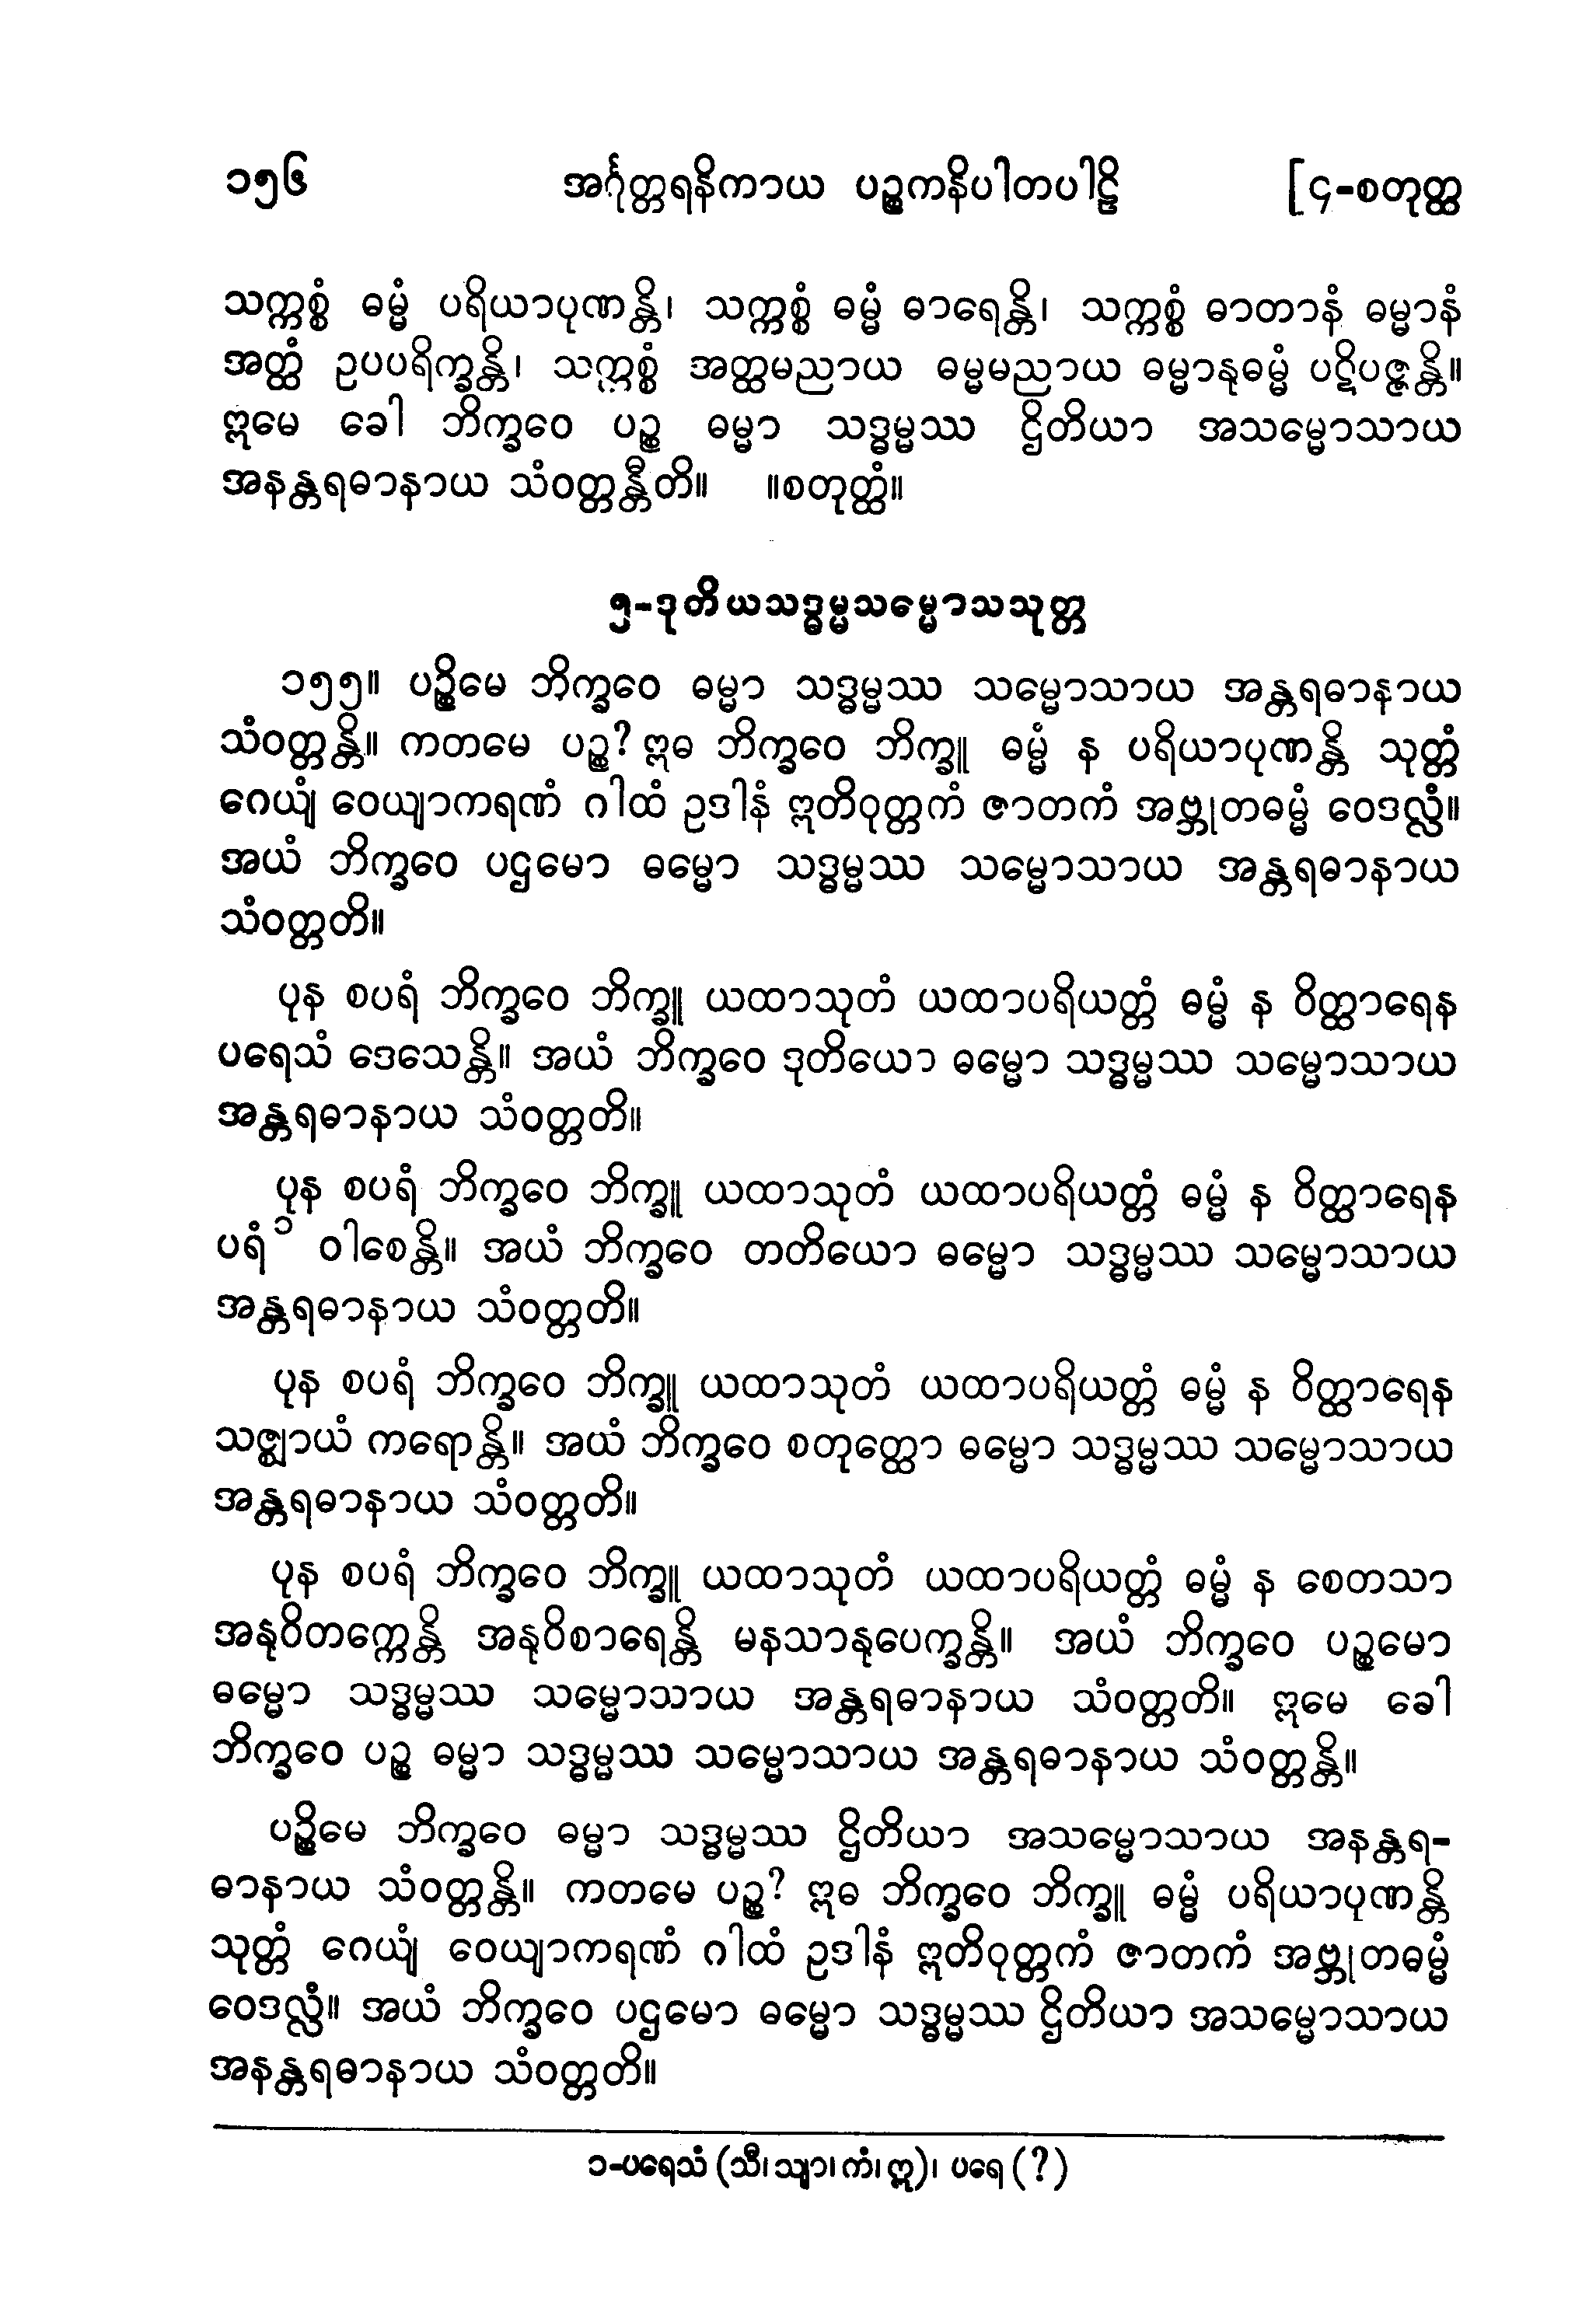 ၁၅၆ အင်္ဂုတ္တရနိကာယ ပဉ္စကနိပါတပါဠိ [၄-စတုတ္ထ
သက္ကစ္စံ ဓမ္မံ ပရိယာပုဏန္တိ၊ သက္ကစ္စံ ဓမ္မံ ဓာရေန္တိ၊ သက္ကစ္စံ ဓာတာနံ ဓမ္မာနံ
အတ္ထံ ဥပပရိက္ခန္တိ၊ သက္ကစ္စံ အတ္ထမညာယ ဓမ္မမညာယ ဓမ္မာနုဓမ္မံ ပဋိပဇ္ဇန္တိ။
ဣမေ ခေါ ဘိက္ခဝေ ပဉ္စ ဓမ္မာ သဒ္ဓမ္မဿ ဌိတိယာ အသမ္မောသာယ
အနန္တရဓာနာယ သံဝတ္တန္တီတိ။ ။စတုတ္ထံ။
၅-ဒုတိယသဒ္ဓမ္မသမ္မောသသုတ္တ
၁၅၅။ ပဉ္စိမေ ဘိက္ခဝေ ဓမ္မာ သဒ္ဓမ္မဿ သမ္မောသာယ အန္တရဓာနာယ
သံဝတ္တန္တိ။ ကတမေ ပဉ္စ? ဣဓ ဘိက္ခဝေ ဘိက္ခူ ဓမ္မံ န ပရိယာပုဏန္တိ သုတ္တံ
ဂေယျံ ဝေယျာကရဏံ ဂါထံ ဥဒါနံ ဣတိဝုတ္တကံ ဇာတကံ အဗ္ဘုတဓမ္မံ ဝေဒလ္လံ။
အယံ ဘိက္ခဝေ ပဌမော ဓမ္မော သဒ္ဓမ္မဿ သမ္မောသာယ အန္တရဓာနာယ
သံဝတ္တတိ။
ပုန စပရံ ဘိက္ခဝေ ဘိက္ခူ ယထာသုတံ ယထာပရိယတ္တံ ဓမ္မံ န ဝိတ္ထာရေန
ပရေသံ ဒေသေန္တိ။ အယံ ဘိက္ခဝေ ဒုတိယော ဓမ္မော သဒ္ဓမ္မဿ သမ္မောသာယ
အန္တရဓာနာယ သံဝတ္တတိ။
ပုန စပရံ ဘိက္ခဝေ ဘိက္ခူ ယထာသုတံ ယထာပရိယတ္တံ ဓမ္မံ န ဝိတ္ထာရေန
ပရံ၁ ဝါစေန္တိ။ အယံ ဘိက္ခဝေ တတိယော ဓမ္မော သဒ္ဓမ္မဿ သမ္မောသာယ
အန္တရဓာနာယ သံဝတ္တတိ။
ပုန စပရံ ဘိက္ခဝေ ဘိက္ခူ ယထာသုတံ ယထာပရိယတ္တံ ဓမ္မံ န ဝိတ္ထာရေန
သဇ္ဈာယံ ကရောန္တိ။ အယံ ဘိက္ခဝေ စတုတ္ထော ဓမ္မော သဒ္ဓမ္မဿ သမ္မောသာယ
အန္တရဓာနာယ သံဝတ္တတိ။
ပုန စပရံ ဘိက္ခဝေ ဘိက္ခူ ယထာသုတံ ယထာပရိယတ္တံ ဓမ္မံ န စေတသာ
အနုဝိတက္ကေန္တိ အနုဝိစာရေန္တိ မနသာနုပေက္ခန္တိ။ အယံ ဘိက္ခဝေ ပဉ္စမော
ဓမ္မော သဒ္ဓမ္မဿ သမ္မောသာယ အန္တရဓာနာယ သံဝတ္တတိ။ ဣမေ ခေါ
ဘိက္ခဝေ ပဉ္စ ဓမ္မာ သဒ္ဓမ္မဿ သမ္မောသာယ အန္တရဓာနာယ သံဝတ္တန္တိ။
ပဉ္စိမေ ဘိက္ခဝေ ဓမ္မာ သဒ္ဓမ္မဿ ဌိတိယာ အသမ္မောသာယ အနန္တရ-
ဓာနာယ သံဝတ္တန္တိ။ ကတမေ ပဉ္စ? ဣဓ ဘိက္ခဝေ ဘိက္ခူ ဓမ္မံ ပရိယာပုဏန္တိ
သုတ္တံ ဂေယျံ ဝေယျာကရဏံ ဂါထံ ဥဒါနံ ဣတိဝုတ္တကံ ဇာတကံ အဗ္ဘုတဓမ္မံ
ဝေဒလ္လံ။ အယံ ဘိက္ခဝေ ပဌမော ဓမ္မော သဒ္ဓမ္မဿ ဌိတိယာ အသမ္မောသာယ
အနန္တရဓာနာယ သံဝတ္တတိ။
၁-ပရေသံ (သီ၊ သျာ၊ ကံ၊ ဣ)၊ ပရေ (?)